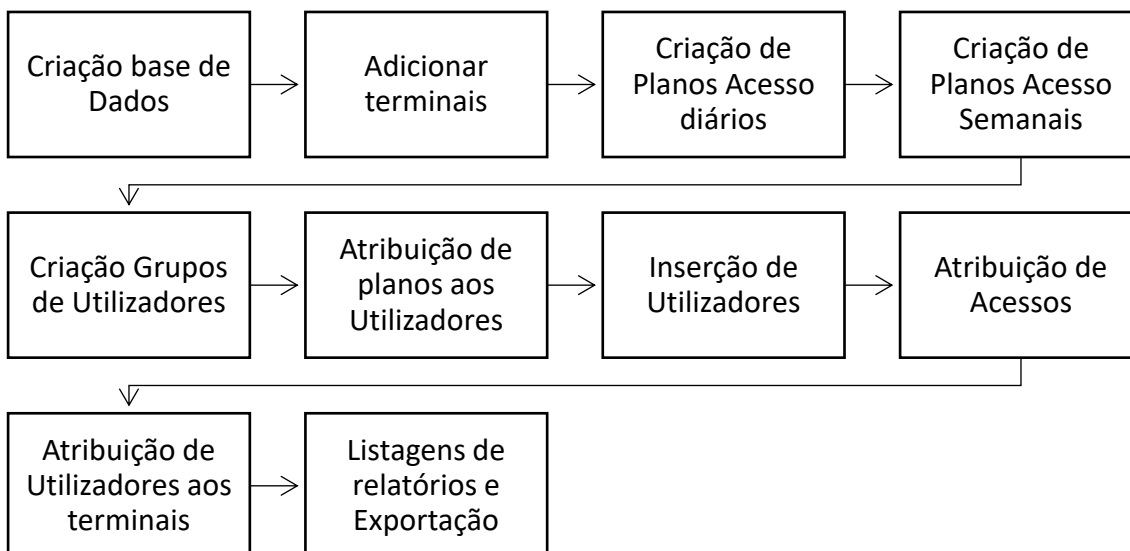 Criação base de
Dados
Adicionar
terminais
Criação de
Planos Acesso
diários
Criação de
Planos Acesso
Semanais
Criação Grupos
de Utilizadores
Atribuição de
planos aos
Utilizadores
Inserção de
Utilizadores
Atribuição de
Acessos
Atribuição de
Utilizadores aos
terminais
Listagens de
relatórios e
Exportação